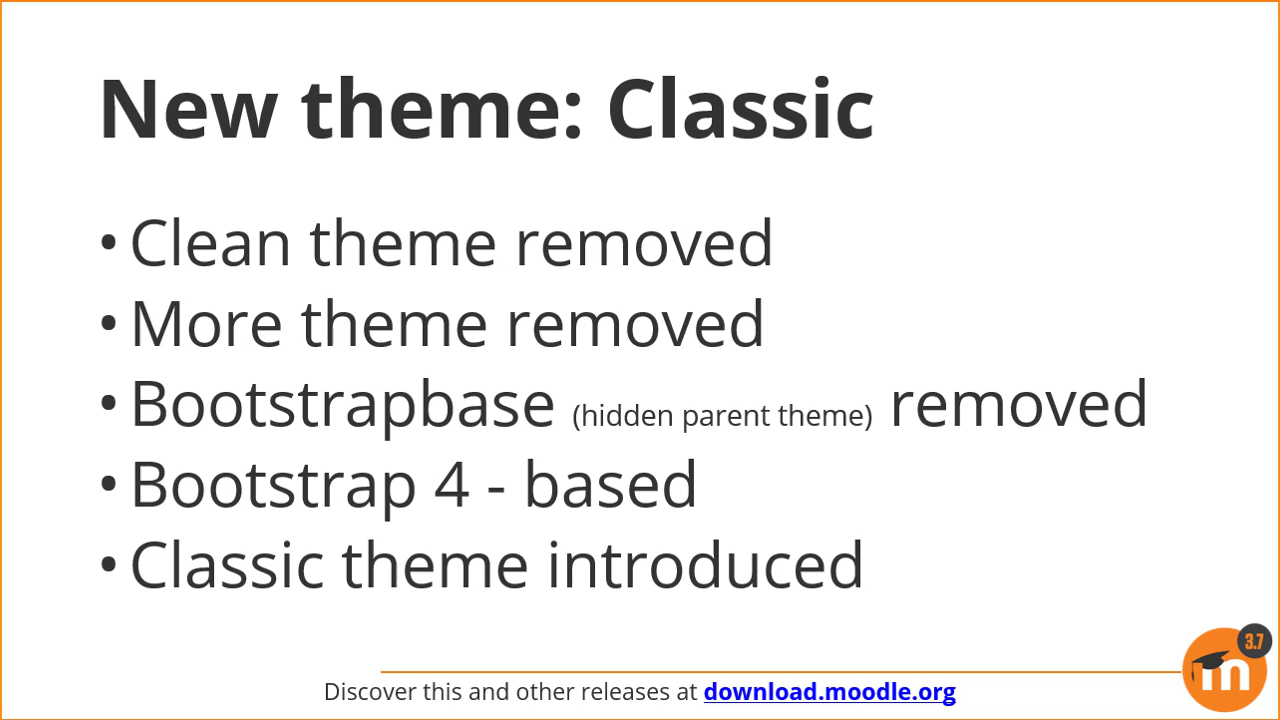 New theme: Classic
• Clean theme removed
• More theme removed
• Bootstrapbase (hidden parent theme) removed
• Bootstrap 4 - based
• Classic theme introduced
3.7
m
Discover this and other releases at download.moodle.org